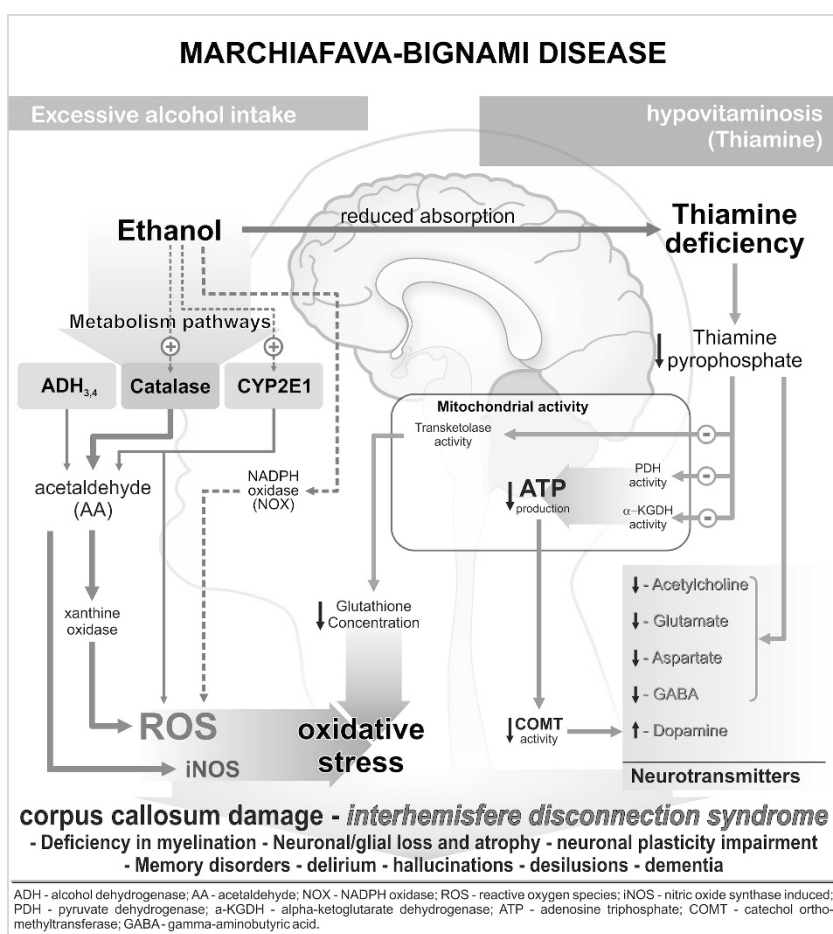 MARCHIAFAVA-BIGNAMI DISEASE
Excessive alcohol intake
hypovitaminosis
(Thiamine)
Ethanol
reduced absorption
Thiamine
deficiency
Metabolism pathways
+
+
Thiamine
pyrophosphate
ADH3,4
Catalase
CYP2E1
Mitochondrial activity
Transketolase
activity
-
PDH
activity
-
ATP
production
α-KGDH
activity
-
acetaldehyde
(AA)
NADPH
oxidase
(NOX)
xanthine
oxidase
Glutathione
Concentration
- Acetylcholine
- Glutamate
- Aspartate
- GABA
- Dopamine
Neurotransmitters
COMT
activity
ROS
iNOS
oxidative
stress
corpus callosum damage - interhemisfere disconnection syndrome
- Deficiency in myelination - Neuronal/glial loss and atrophy - neuronal plasticity impairment
- Memory disorders - delirium - hallucinations - desilusions - dementia
ADH - alcohol dehydrogenase; AA - acetaldehyde; NOX - NADPH oxidase; ROS - reactive oxygen species; iNOS - nitric oxide synthase induced;
PDH - pyruvate dehydrogenase; a-KGDH - alpha-ketoglutarate dehydrogenase; ATP - adenosine triphosphate; COMT - catechol ortho-
methyltransferase; GABA - gamma-aminobutyric acid.